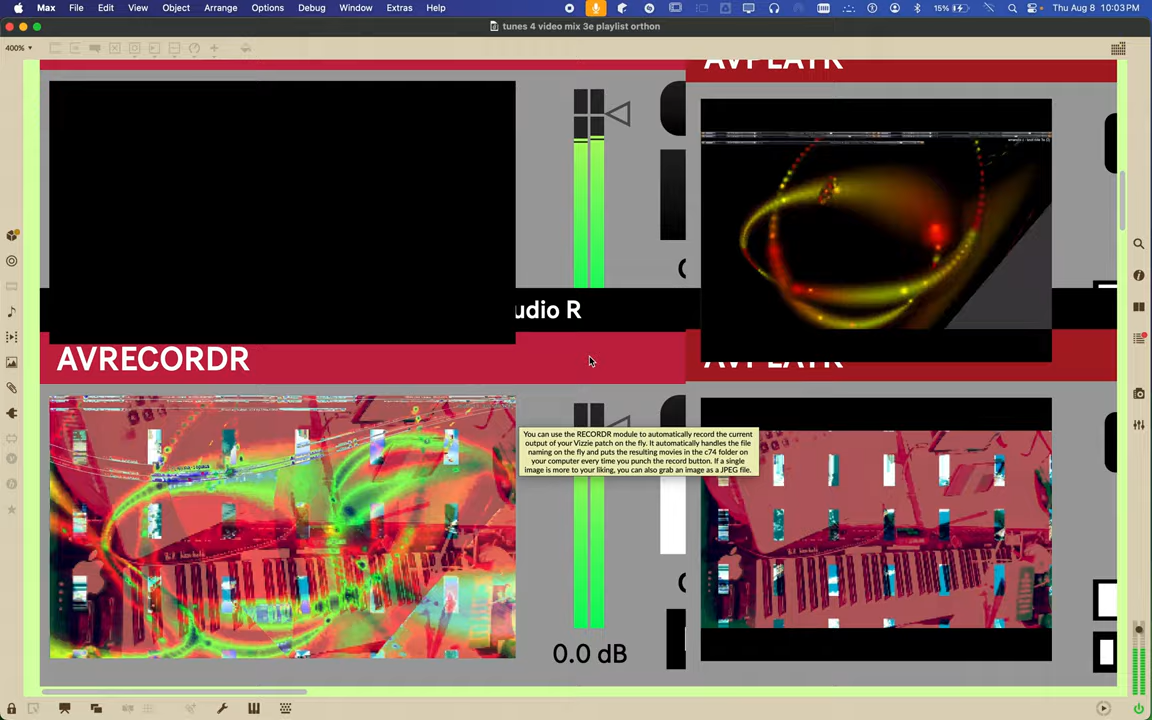 Max File Edit View Object Arrange Options Debug Window Extras Help 15% Thu Aug 8 10:03 PM
tunes 4 video mix 3e playlist orthon
400%
AVPLAYR
udio R
AVRECORDR
AVPLAYR
You can use the RECORDR module to automatically record the current
output of your Vizzie patch on the fly. It automatically handles the file
naming on the fly and puts the resulting movies in the c74 folder on
your computer every time you punch the record button. If a single
image is more to your liking, you can also grab an image as a JPEG file.
0.0 dB